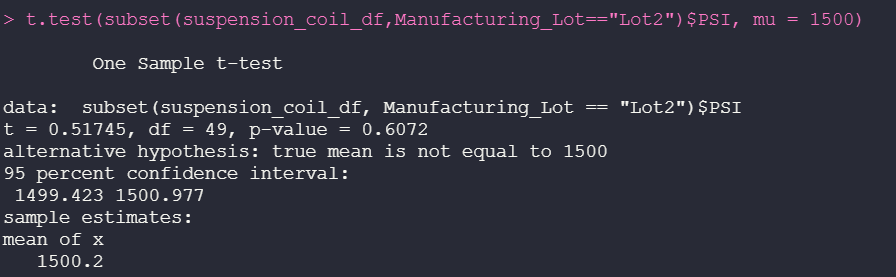 > t.test(subset(suspension_coil_df,Manufacturing_Lot=="Lot2")$PSI, mu = 1500)
One Sample t-test
data:  subset(suspension_coil_df, Manufacturing_Lot == "Lot2")$PSI
t = 0.51745, df = 49, p-value = 0.6072
alternative hypothesis: true mean is not equal to 1500
95 percent confidence interval:
1499.423 1500.977
sample estimates:
mean of x
1500.2